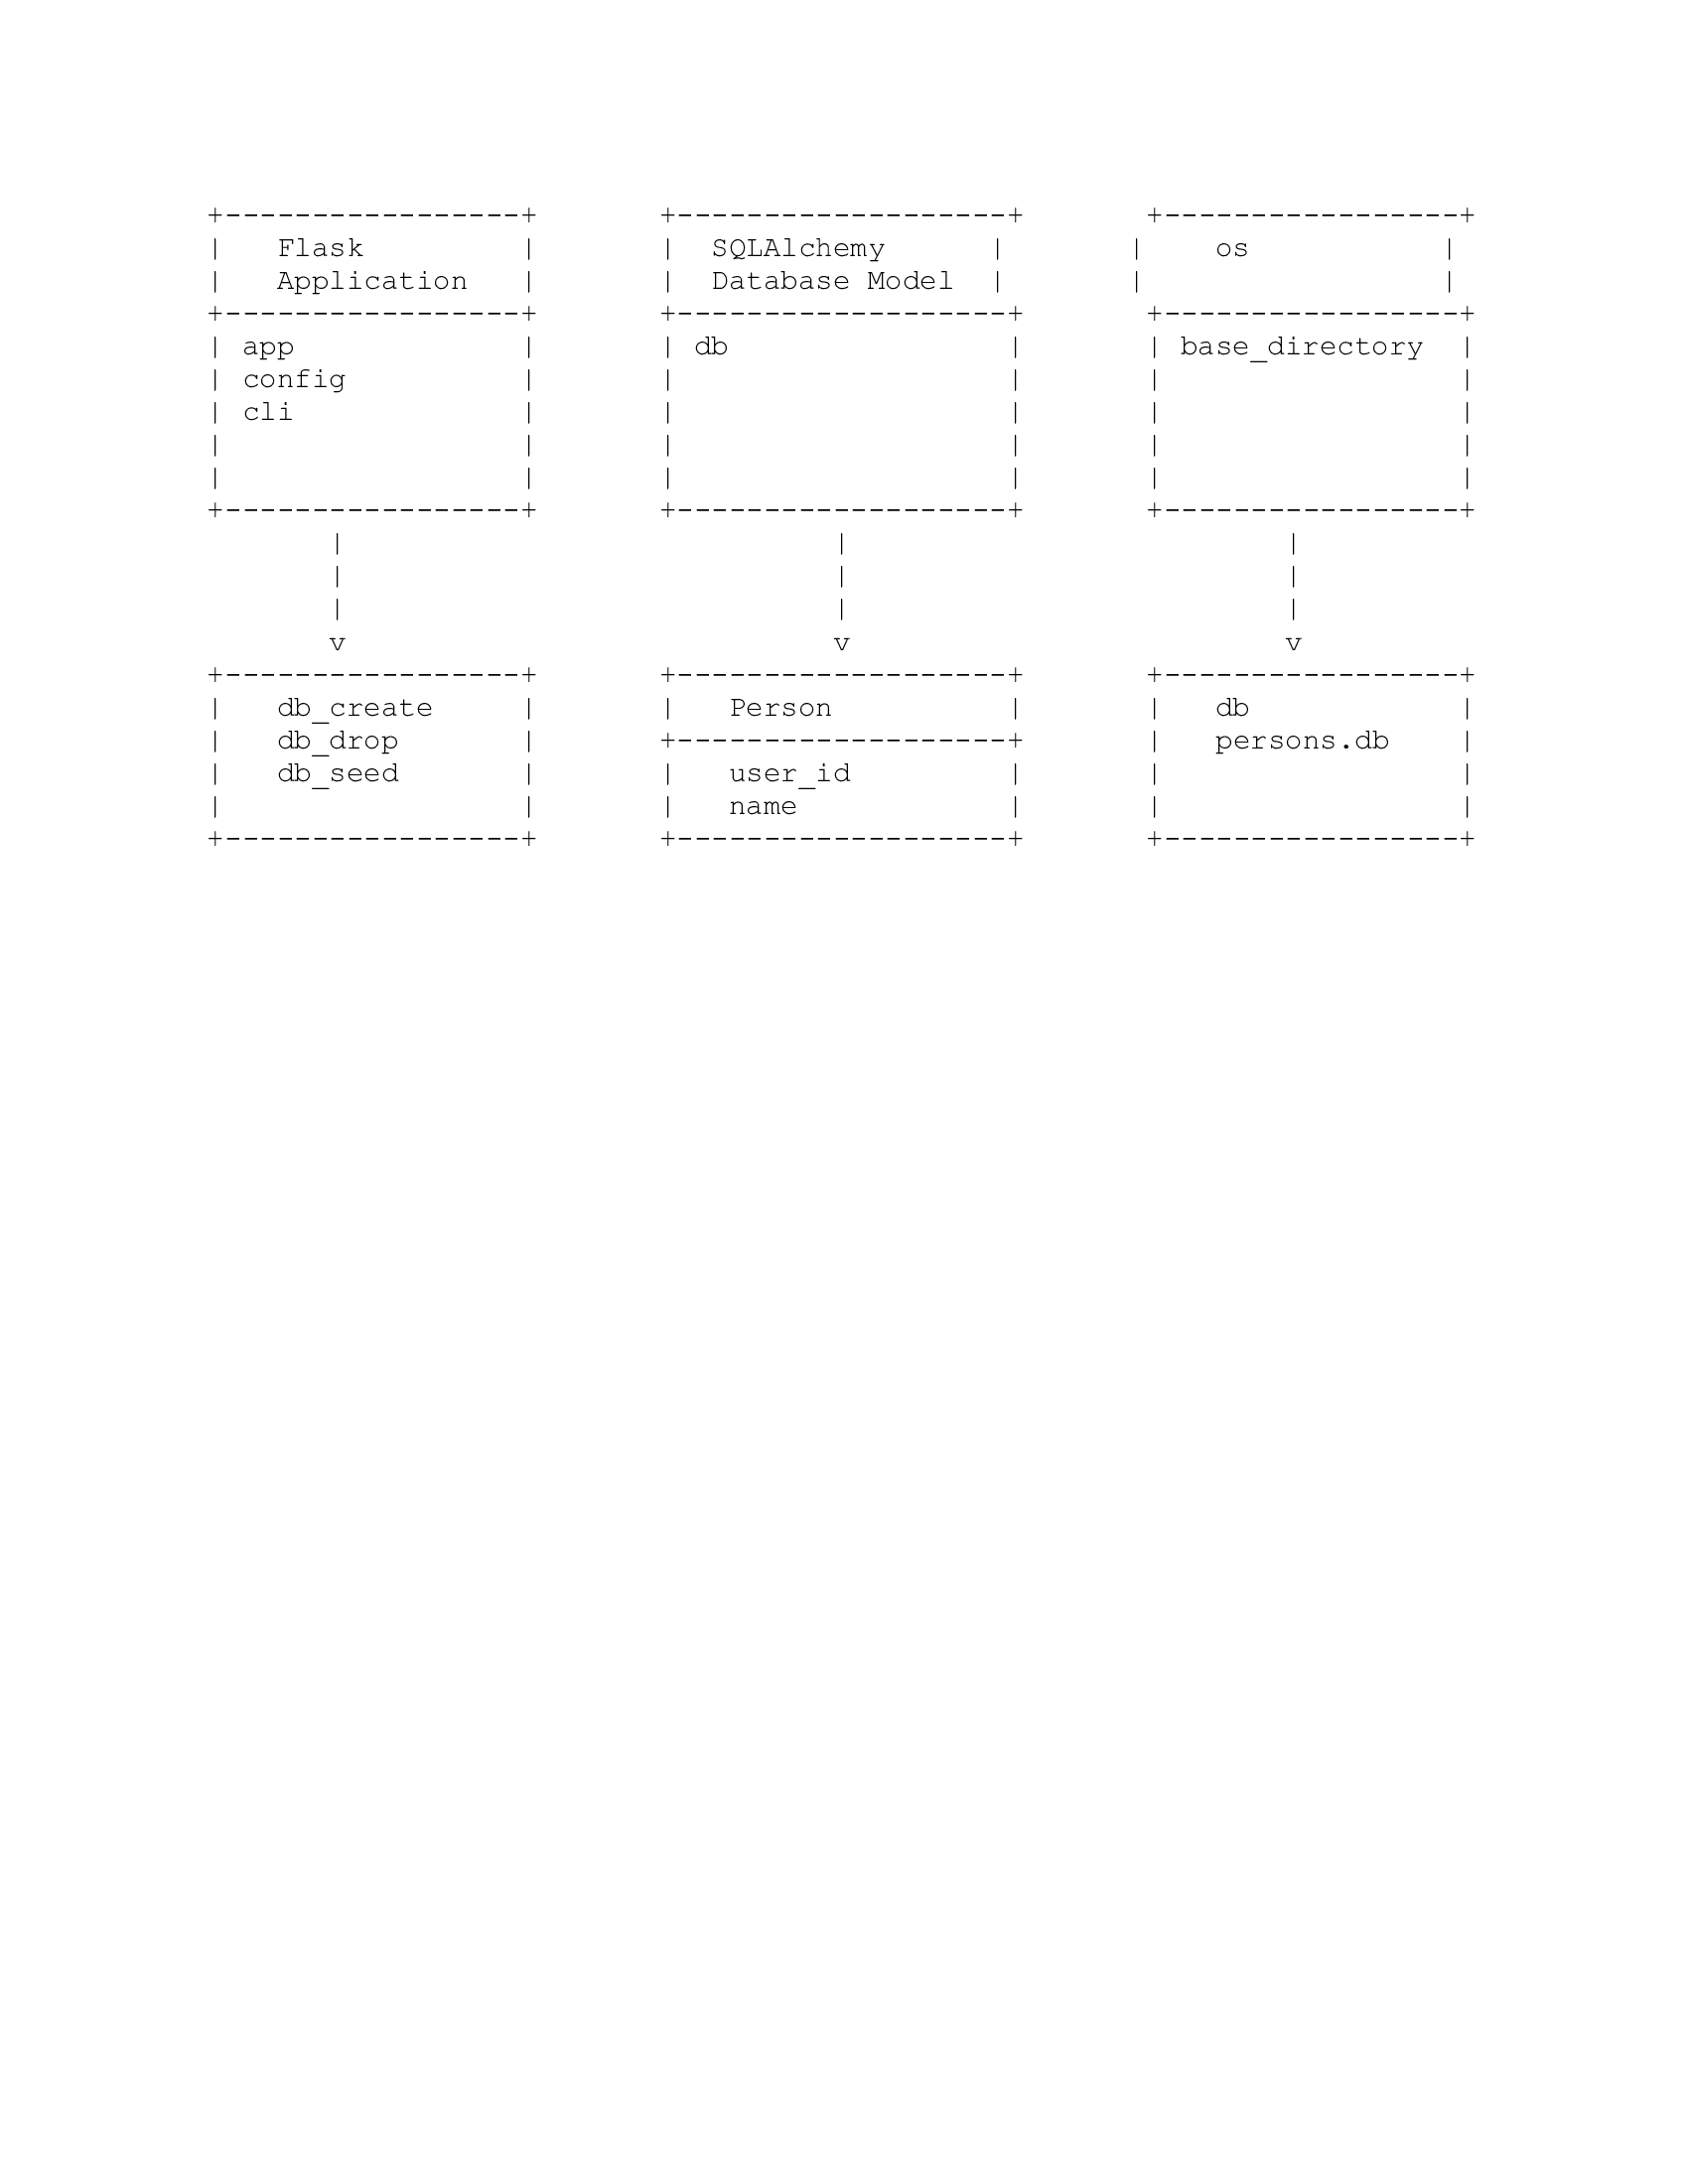 +-----------------+       +-------------------+       +-----------------+
|   Flask         |       |  SQLAlchemy      |       |    os           |
|   Application   |       |  Database Model  |       |                 |
+-----------------+       +-------------------+       +-----------------+
| app             |       | db                |       | base_directory  |
| config          |       |                   |       |                 |
| cli             |       |                   |       |                 |
|                 |       |                   |       |                 |
|                 |       |                   |       |                 |
+-----------------+       +-------------------+       +-----------------+
       |                            |                         |
       |                            |                         |
       |                            |                         |
       v                            v                         v
+-----------------+       +-------------------+       +-----------------+
|   db_create     |       |   Person          |       |   db            |
|   db_drop       |       +-------------------+       |   persons.db    |
|   db_seed       |       |   user_id         |       |                 |
|                 |       |   name            |       |                 |
+-----------------+       +-------------------+       +-----------------+